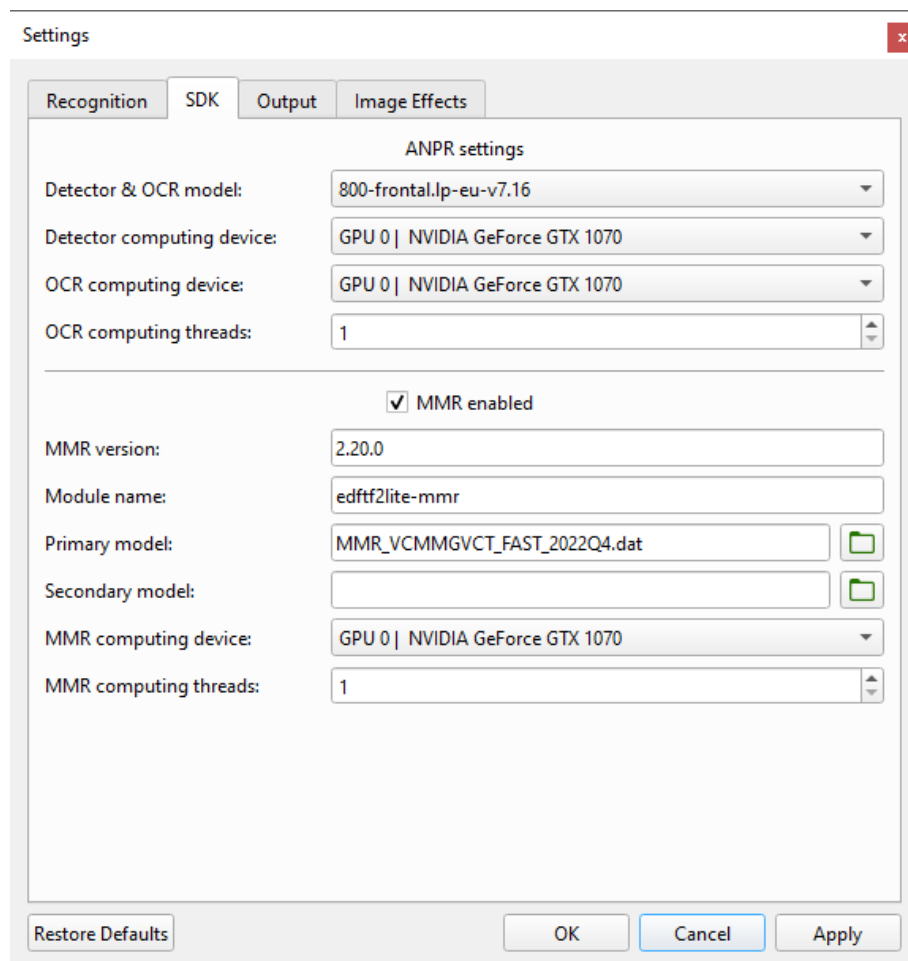 Settings
x
Recognition SDK Output Image Effects
ANPR settings
Detector & OCR model: 800-frontal.lp-eu-v7.16
Detector computing device: GPU 0 | NVIDIA GeForce GTX 1070
OCR computing device: GPU 0 | NVIDIA GeForce GTX 1070
OCR computing threads: 1
MMR enabled
MMR version: 2.20.0
Module name: edftf2lite-mmr
Primary model: MMR_VCMMGVCT_FAST_2022Q4.dat
Secondary model:
MMR computing device: GPU 0 | NVIDIA GeForce GTX 1070
MMR computing threads: 1
Restore Defaults OK Cancel Apply